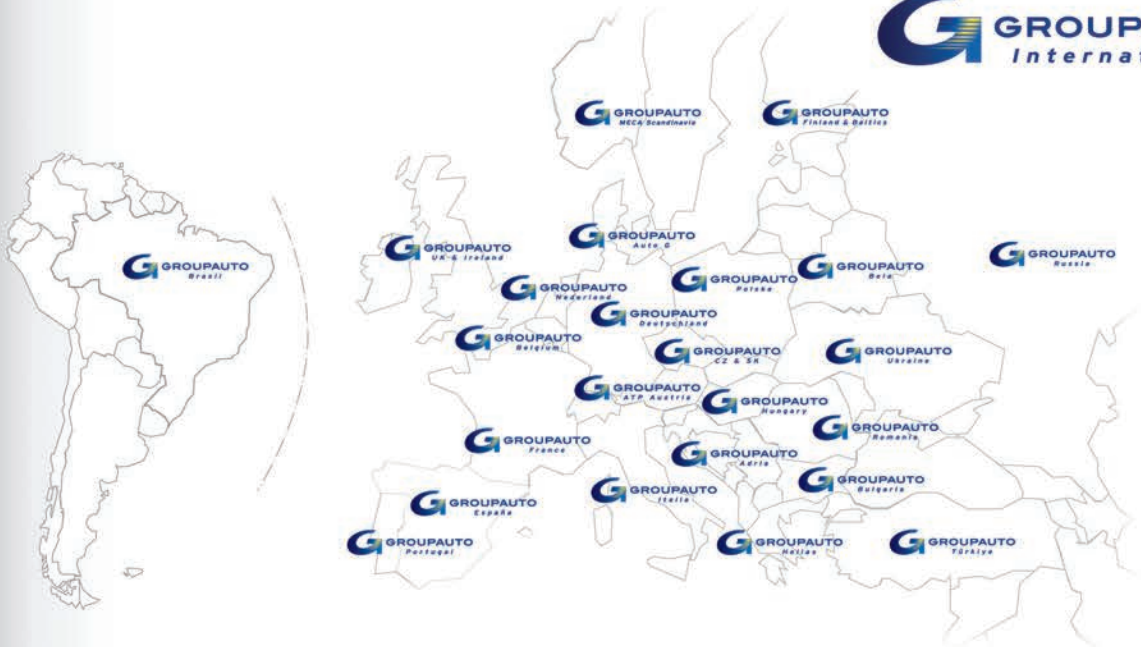 GROUP
Internat
GROUPAUTO
MECA Scandinavia
GROUPAUTO
Finland & Baltics
GROUPAUTO
Brasil
GROUPAUTO
UK & Ireland
GROUPAUTO
Auto G
GROUPAUTO
Russia
GROUPAUTO
Nederland
GROUPAUTO
Polska
GROUPAUTO
Bela
GROUPAUTO
Deutschland
GROUPAUTO
Belgium
GROUPAUTO
CZ & SK
GROUPAUTO
Ukraine
GROUPAUTO
ATP Austria
GROUPAUTO
Hungary
GROUPAUTO
Romania
GROUPAUTO
France
GROUPAUTO
Adria
GROUPAUTO
Bulgaria
GROUPAUTO
Italia
GROUPAUTO
España
GROUPAUTO
Portugal
GROUPAUTO
Hellas
GROUPAUTO
Türkiye